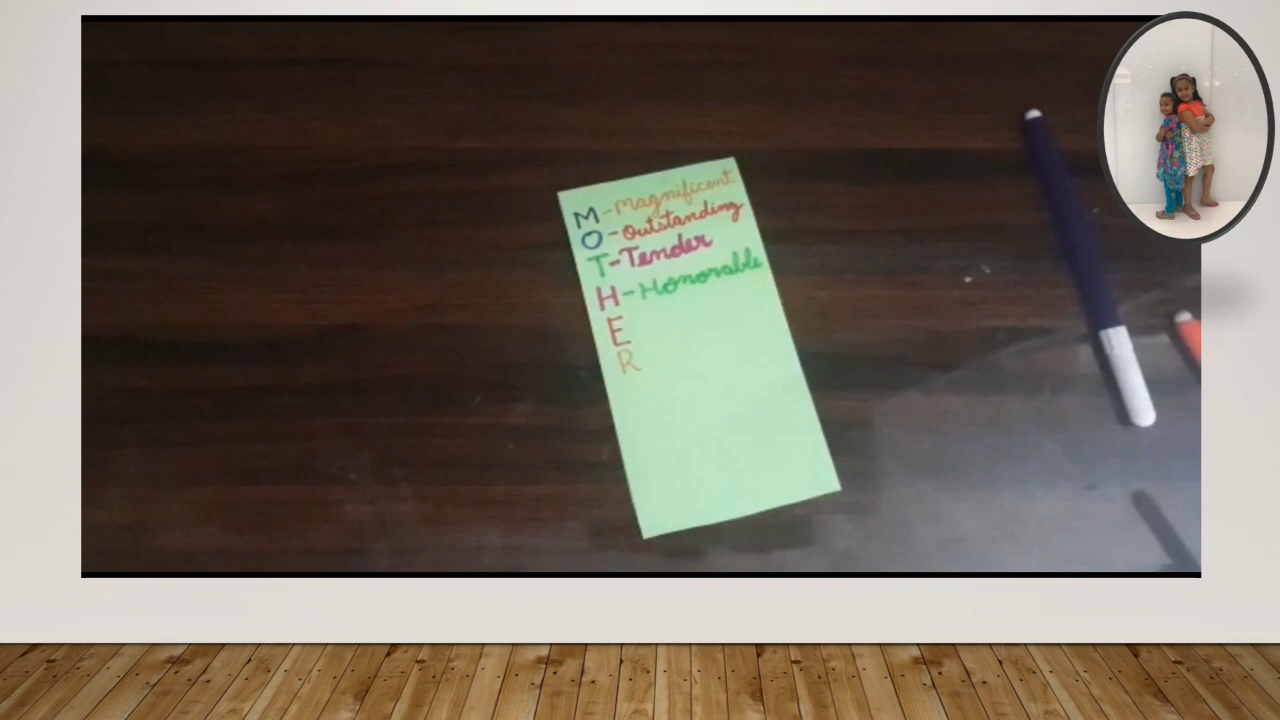 M-Magnificent
O-Outstanding
T-Tender
H-Honorable
E
R